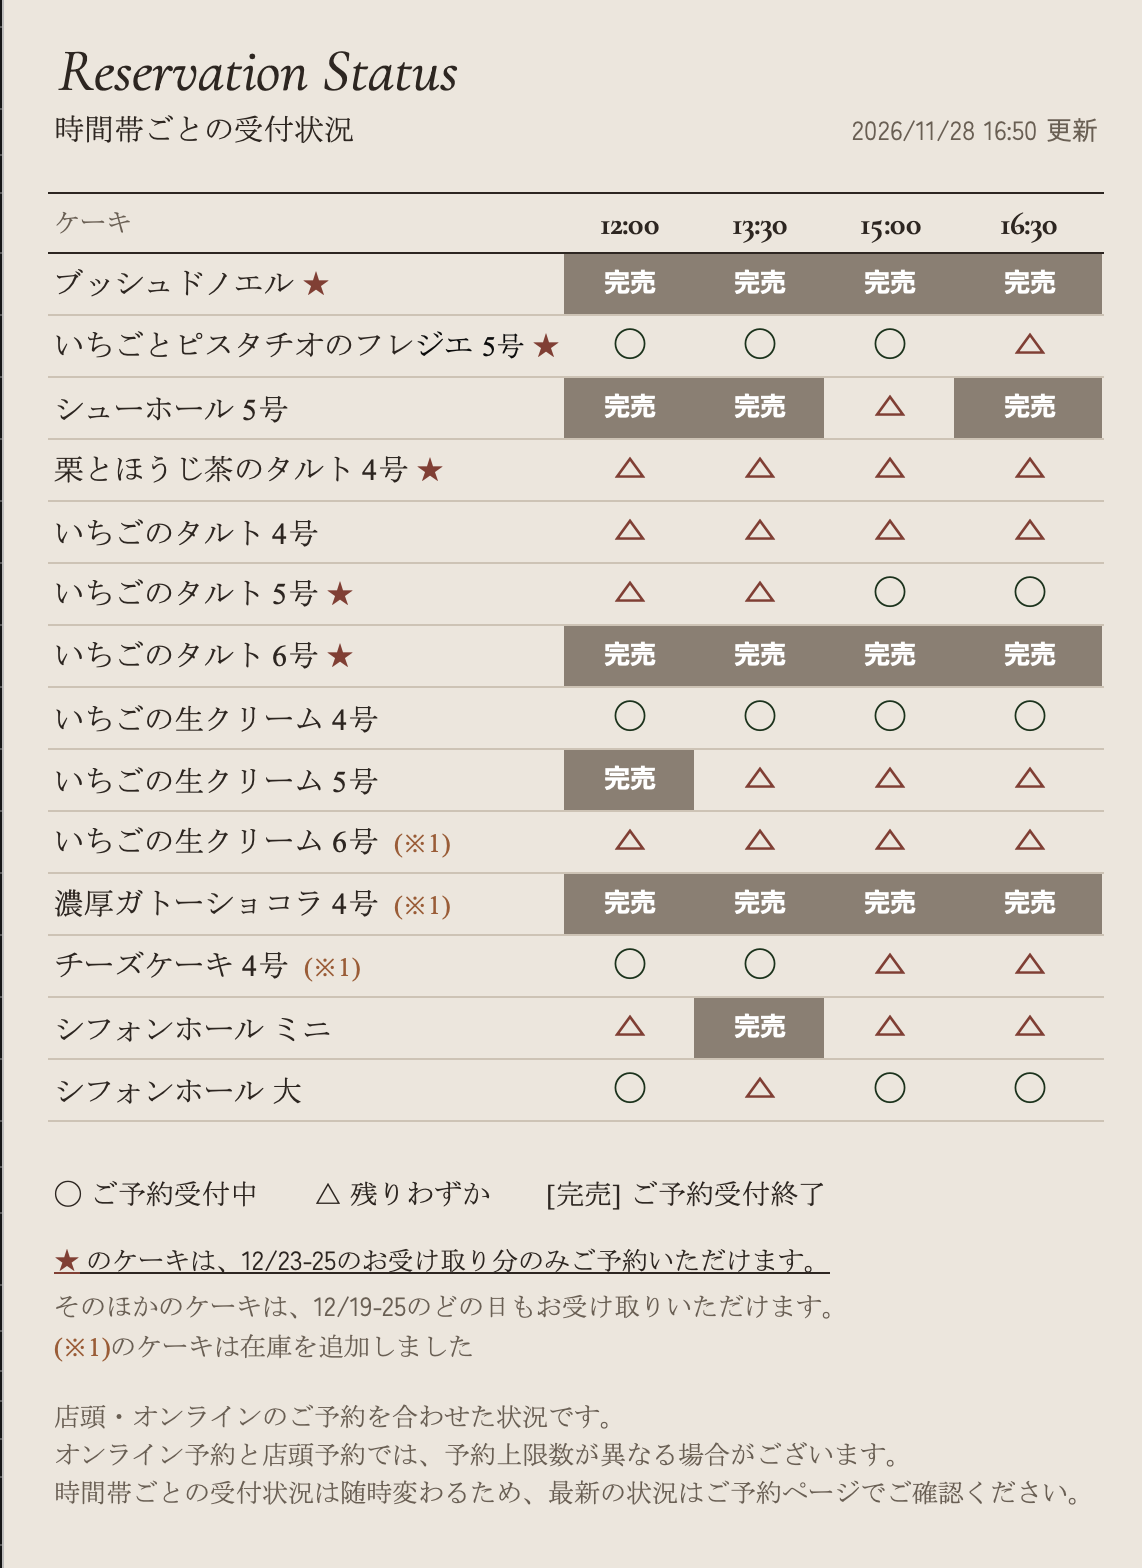 Reservation Status
時間帯ごとの受付状況 2026/11/28 16:50 更新
ケーキ 12:00 13:30 15:00 16:30
ブッシュドノエル ★ 完売 完売 完売 完売
いちごとピスタチオのフレジエ 5号 ★ ○ ○ ○ △
シューホール 5号 完売 完売 △ 完売
栗とほうじ茶のタルト 4号 ★ △ △ △ △
いちごのタルト 4号 △ △ △ △
いちごのタルト 5号 ★ △ △ ○ ○
いちごのタルト 6号 ★ 完売 完売 完売 完売
いちごの生クリーム 4号 ○ ○ ○ ○
いちごの生クリーム 5号 完売 △ △ △
いちごの生クリーム 6号 (※1) △ △ △ △
濃厚ガトーショコラ 4号 (※1) 完売 完売 完売 完売
チーズケーキ 4号 (※1) ○ ○ △ △
シフォンホール ミニ △ 完売 △ △
シフォンホール 大 ○ △ ○ ○
○ ご予約受付中 △ 残りわずか [完売] ご予約受付終了
★ のケーキは、12/23-25のお受け取り分のみご予約いただけます。
そのほかのケーキは、12/19-25のどの日もお受け取りいただけます。
(※1)のケーキは在庫を追加しました
店頭・オンラインのご予約を合わせた状況です。
オンライン予約と店頭予約では、予約上限数が異なる場合がございます。
時間帯ごとの受付状況は随時変わるため、最新の状況はご予約ページでご確認ください。